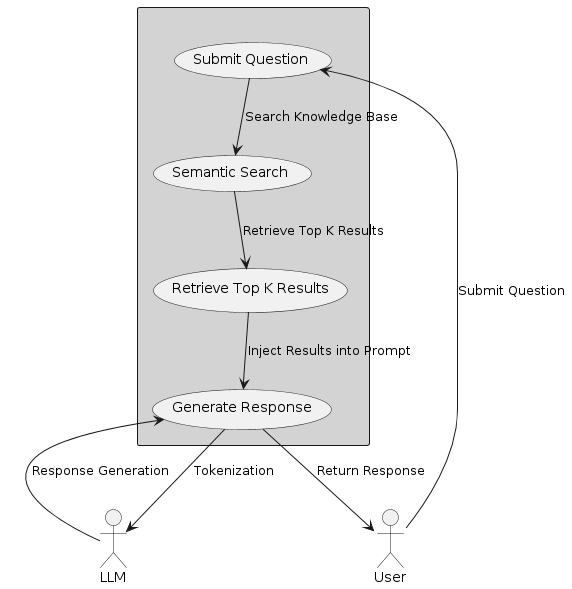 Submit Question
Search Knowledge Base
Semantic Search
Retrieve Top K Results
Retrieve Top K Results
Submit Question
Inject Results into Prompt
Generate Response
Response Generation
Tokenization
Return Response
LLM
User